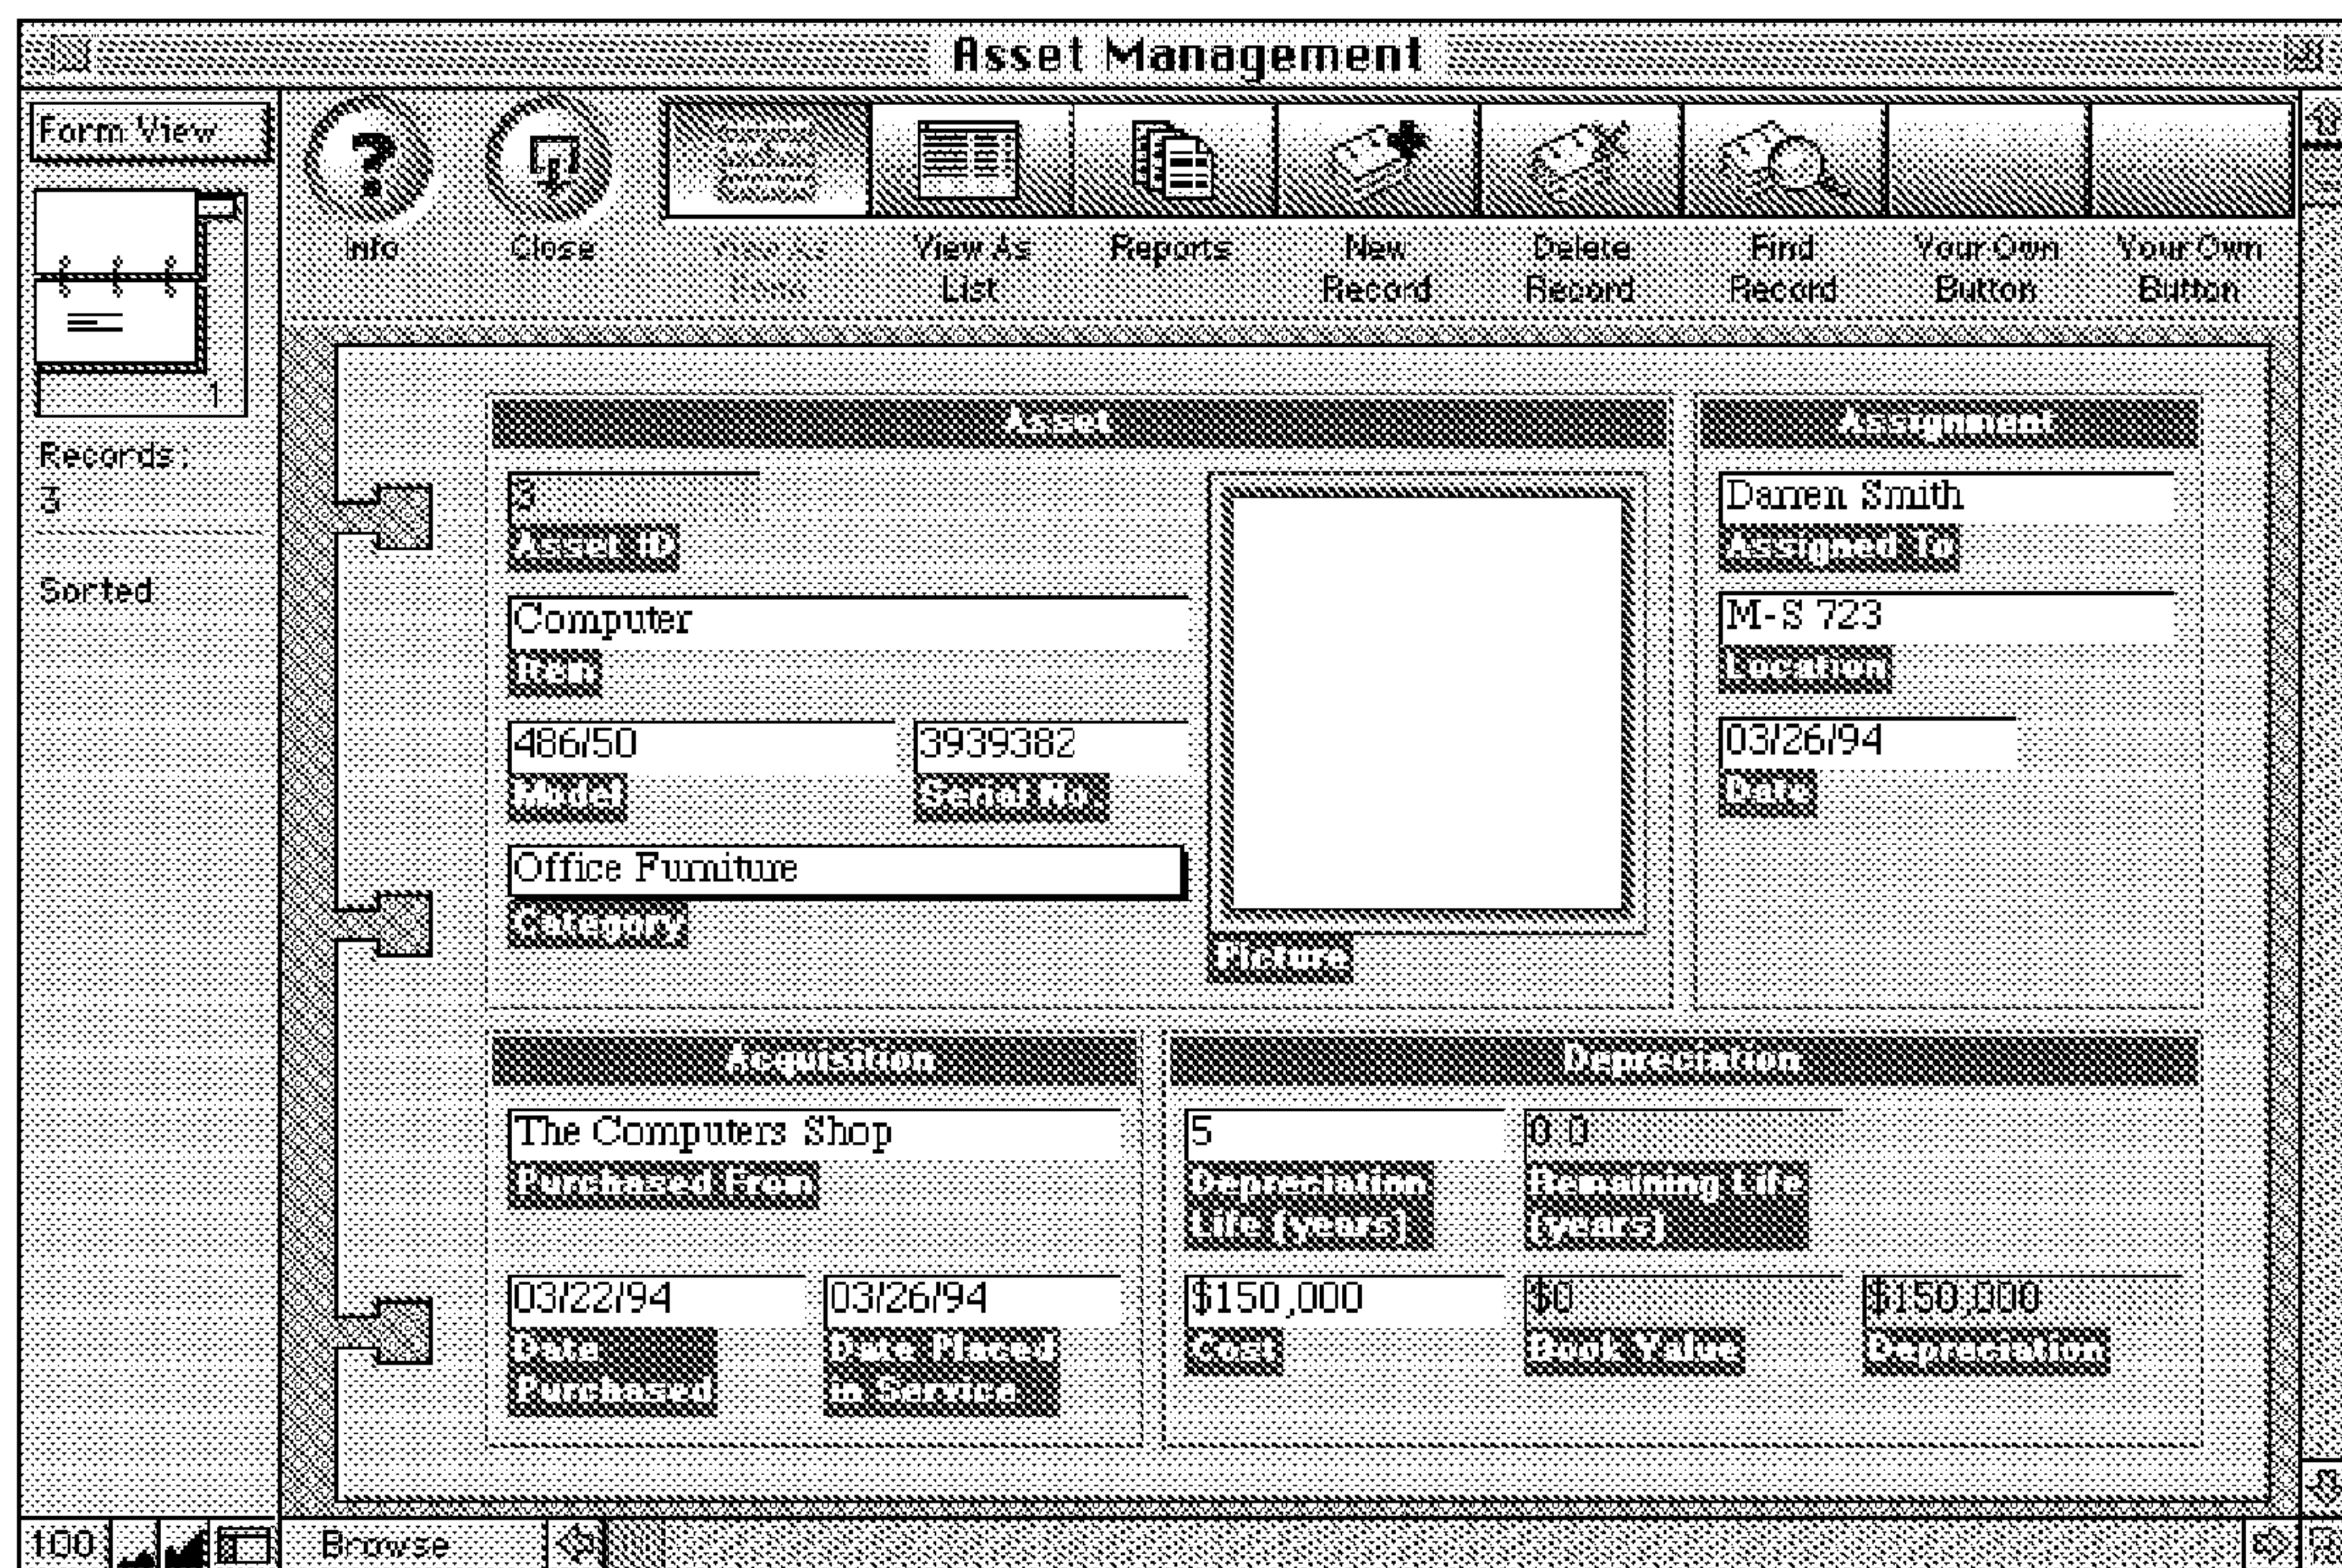 Asset Management
Form View
1
Records:
3
Sorted
Info
Close
View As
Form
View As
List
Reports
New
Record
Delete
Record
Find
Record
Your Own
Button
Your Own
Button
Asset
3
Asset ID
Computer
Item
486/50
Model
3939382
Serial No.
Office Furniture
Category
Picture
Assignment
Darren Smith
Assigned To
M-S 723
Location
03/26/94
Date
Acquisition
The Computers Shop
Purchased From
03/22/94
Date
Purchased
03/26/94
Date Placed
in Service
Depreciation
5
Depreciation
Life (years)
0.0
Remaining Life
(years)
$150,000
Cost
$0
Book Value
$150,000
Depreciation
100
Browse